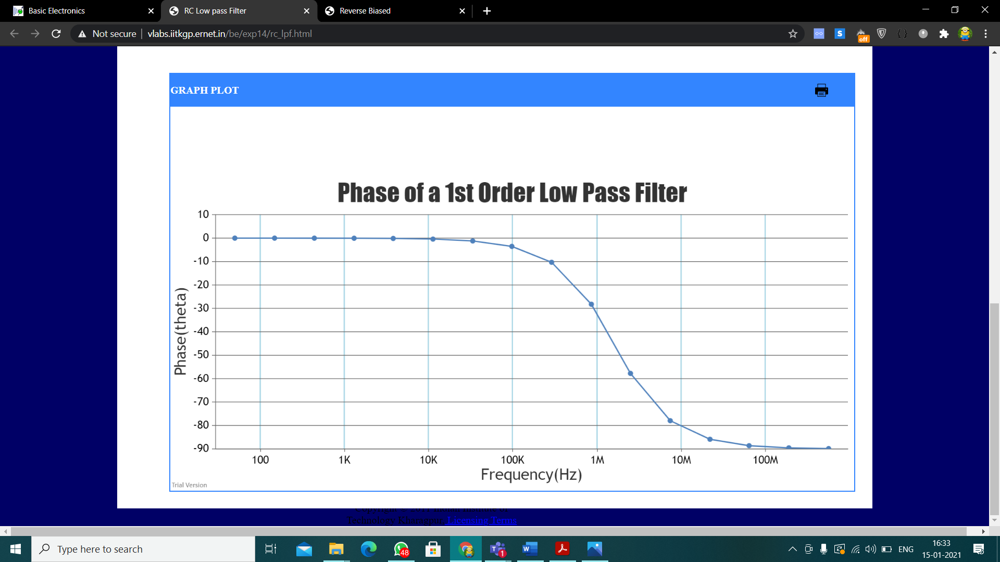 Basic Electronics
RC Low pass Filter
Reverse Biased
Not secure
vlabs.iitkgp.ernet.in/be/exp14/rc_lpf.html
S
off
GRAPH PLOT
Phase of a 1st Order Low Pass Filter
10
0
-10
-20
-30
-40
-50
-60
-70
-80
-90
Phase(theta)
100
1K
10K
100K
1M
10M
100M
Frequency(Hz)
Trial Version
Copyright © 2011 Indian Institute of
Technology Kharagpur, Licensing Terms
Type here to search
48
T
1
W
ENG
16:33
15-01-2021